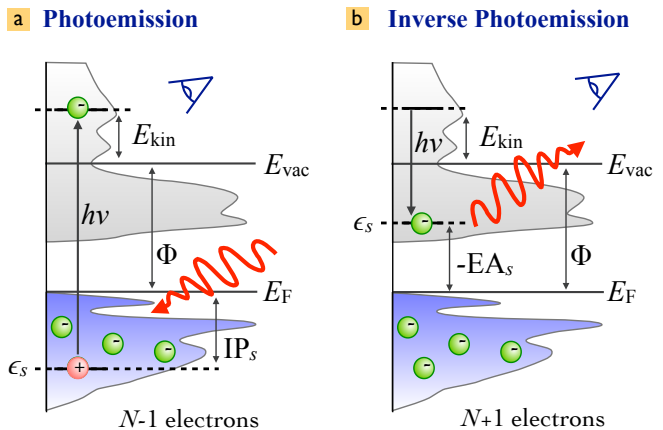 a Photoemission
E_kin
E_vac
hν
Φ
E_F
IP_s
ϵ_s
N-1 electrons
b Inverse Photoemission
hν
E_kin
E_vac
ϵ_s
-EA_s
Φ
E_F
N+1 electrons